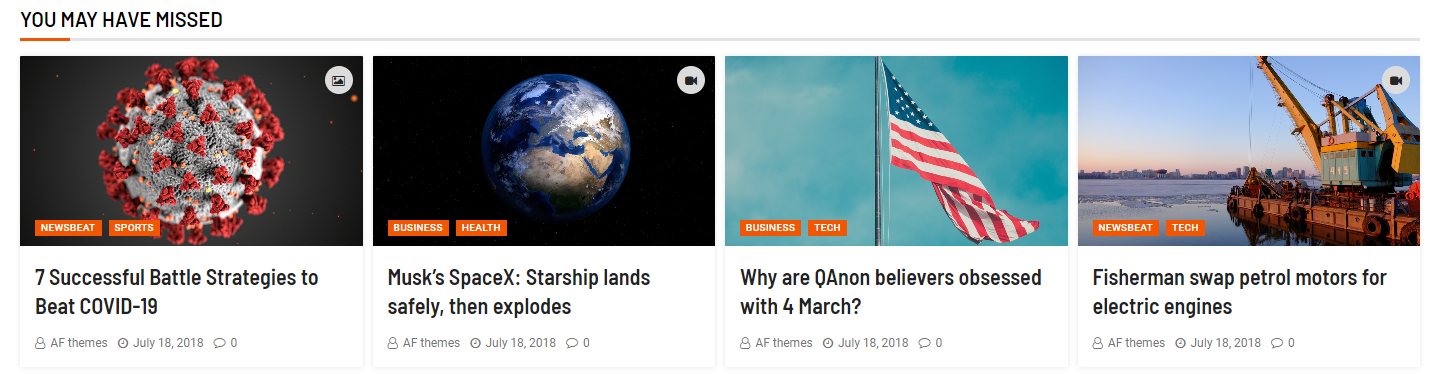 YOU MAY HAVE MISSED
NEWSBEAT SPORTS
7 Successful Battle Strategies to
Beat COVID-19
AF themes July 18, 2018 0
BUSINESS HEALTH
Musk’s SpaceX: Starship lands
safely, then explodes
AF themes July 18, 2018 0
BUSINESS TECH
Why are QAnon believers obsessed
with 4 March?
AF themes July 18, 2018 0
NEWSBEAT TECH
Fisherman swap petrol motors for
electric engines
AF themes July 18, 2018 0